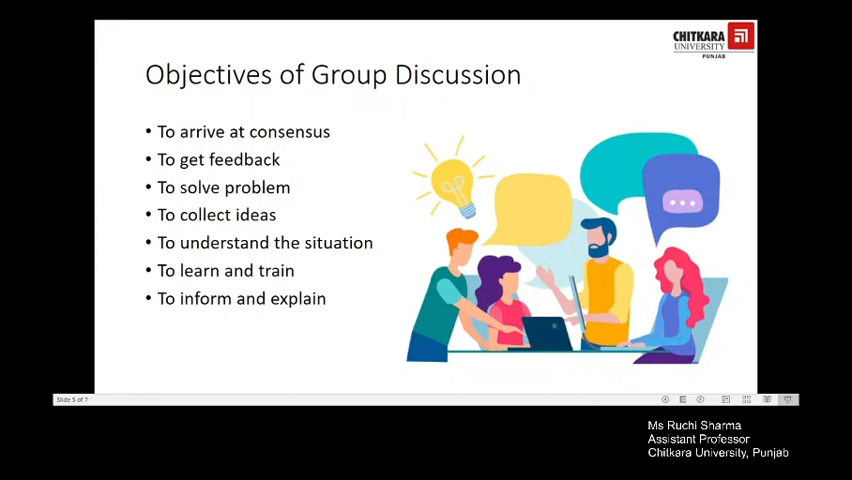 CHITKARA
UNIVERSITY
PUNJAB
Objectives of Group Discussion
• To arrive at consensus
• To get feedback
• To solve problem
• To collect ideas
• To understand the situation
• To learn and train
• To inform and explain
Slide 5 of 7
Ms Ruchi Sharma
Assistant Professor
Chitkara University, Punjab